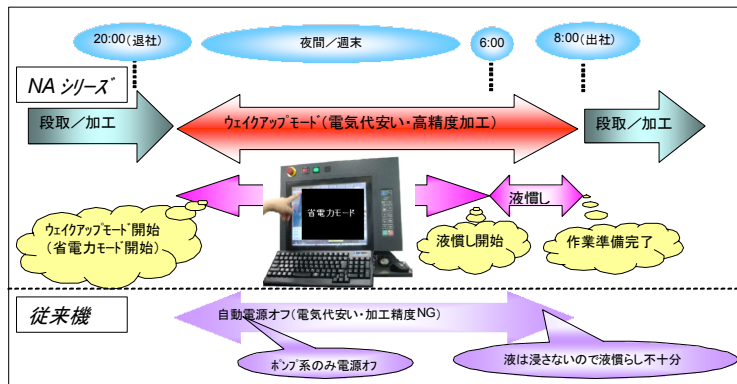 20:00(退社)
夜間／週末
6:00
8:00(出社)
NA シリーズ
段取／加工
ウェイクアップモード(電気代安い・高精度加工)
段取／加工
省電力モード
液慣し
ウェイクアップモード開始
(省電力モード開始)
液慣し開始
作業準備完了
従来機
自動電源オフ(電気代安い・加工精度NG)
ポンプ系のみ電源オフ
液は浸さないので液慣らし不十分